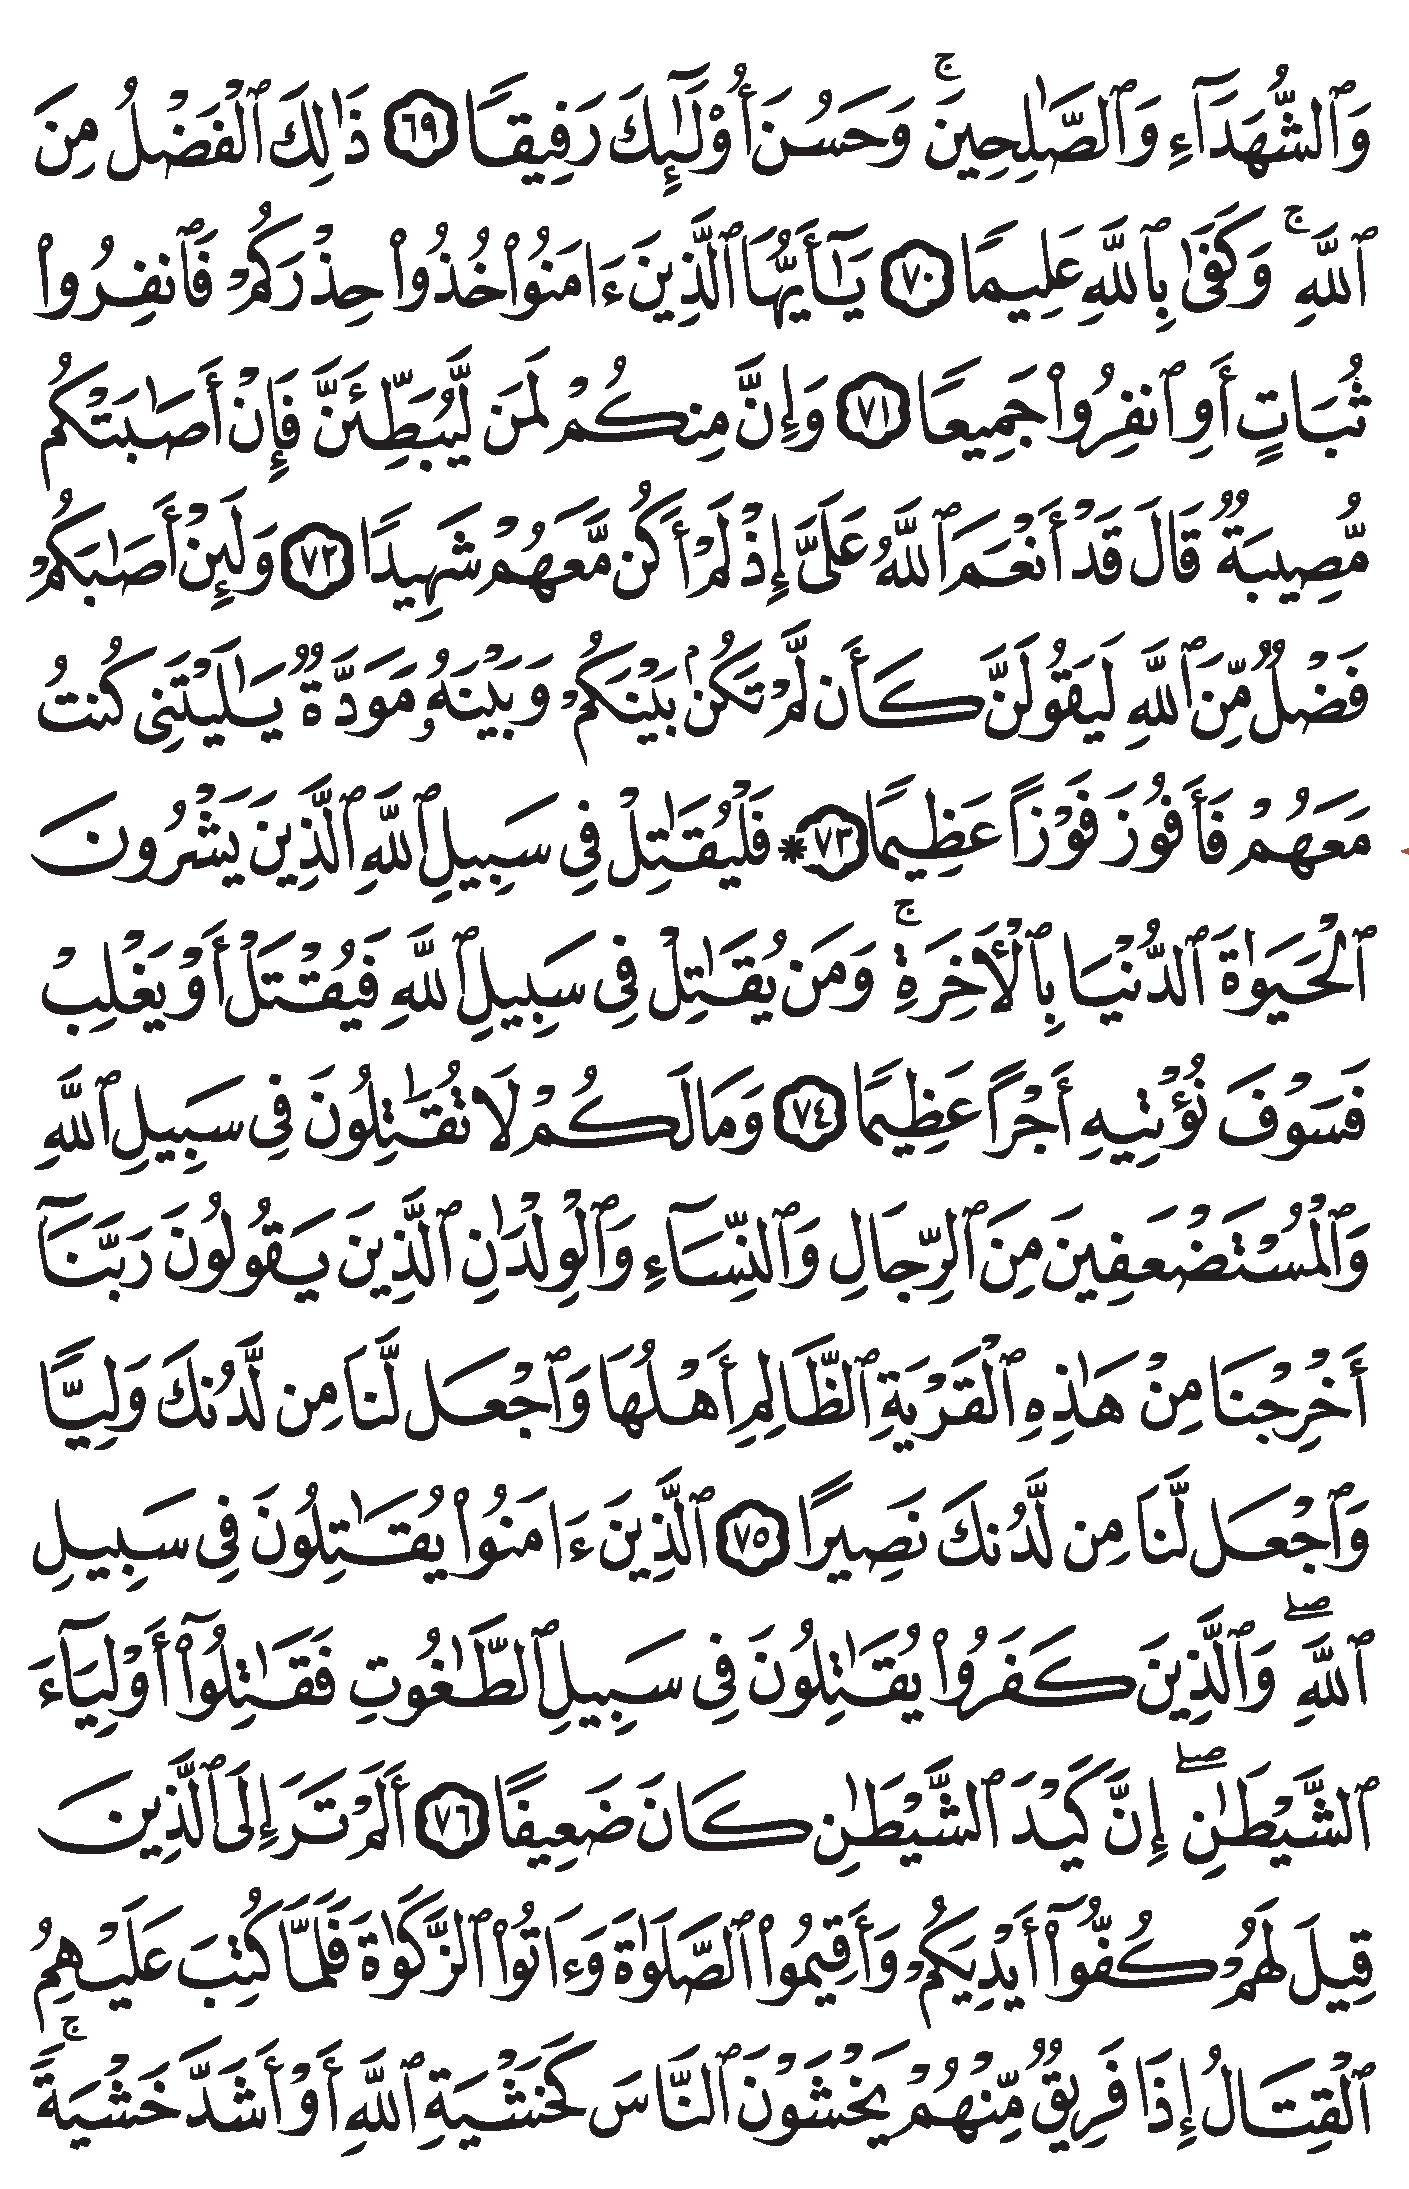 وَٱلشُّهَدَآءِ وَٱلصَّٰلِحِينَۚ وَحَسُنَ أُوْلَٰٓئِكَ رَفِيقًا ٦٩ ذَٰلِكَ ٱلْفَضْلُ مِنَ
ٱللَّهِۚ وَكَفَىٰ بِٱللَّهِ عَلِيمًا ٧٠ يَٰٓأَيُّهَا ٱلَّذِينَ ءَامَنُوا۟ خُذُوا۟ حِذْرَكُمْ فَٱنفِرُوا۟
ثُبَاتٍ أَوِ ٱنفِرُوا۟ جَمِيعًا ٧١ وَإِنَّ مِنكُمْ لَمَن لَّيُبَطِّئَنَّ فَإِنْ أَصَٰبَتْكُم
مُّصِيبَةٌ قَالَ قَدْ أَنْعَمَ ٱللَّهُ عَلَىَّ إِذْ لَمْ أَكُن مَّعَهُمْ شَهِيدًا ٧٢ وَلَئِنْ أَصَٰبَكُمْ
فَضْلٌ مِّنَ ٱللَّهِ لَيَقُولَنَّ كَأَن لَّمْ تَكُنۢ بَيْنَكُمْ وَبَيْنَهُۥ مَوَدَّةٌ يَٰلَيْتَنِى كُنتُ
مَعَهُمْ فَأَفُوزَ فَوْزًا عَظِيمًا ٧٣ * فَلْيُقَٰتِلْ فِى سَبِيلِ ٱللَّهِ ٱلَّذِينَ يَشْرُونَ
ٱلْحَيَوٰةَ ٱلدُّنْيَا بِٱلْأَخِرَةِۚ وَمَن يُقَٰتِلْ فِى سَبِيلِ ٱللَّهِ فَيُقْتَلْ أَوْ يَغْلِبْ
فَسَوْفَ نُؤْتِيهِ أَجْرًا عَظِيمًا ٧٤ وَمَا لَكُمْ لَا تُقَٰتِلُونَ فِى سَبِيلِ ٱللَّهِ
وَٱلْمُسْتَضْعَفِينَ مِنَ ٱلرِّجَالِ وَٱلنِّسَآءِ وَٱلْوِلْدَٰنِ ٱلَّذِينَ يَقُولُونَ رَبَّنَآ
أَخْرِجْنَا مِنْ هَٰذِهِ ٱلْقَرْيَةِ ٱلظَّالِمِ أَهْلُهَا وَٱجْعَل لَّنَا مِن لَّدُنكَ وَلِيًّا
وَٱجْعَل لَّنَا مِن لَّدُنكَ نَصِيرًا ٧٥ ٱلَّذِينَ ءَامَنُوا۟ يُقَٰتِلُونَ فِى سَبِيلِ
ٱللَّهِۖ وَٱلَّذِينَ كَفَرُوا۟ يُقَٰتِلُونَ فِى سَبِيلِ ٱلطَّٰغُوتِ فَقَٰتِلُوٓا۟ أَوْلِيَآءَ
ٱلشَّيْطَٰنِۖ إِنَّ كَيْدَ ٱلشَّيْطَٰنِ كَانَ ضَعِيفًا ٧٦ أَلَمْ تَرَ إِلَى ٱلَّذِينَ
قِيلَ لَهُمْ كُفُّوٓا۟ أَيْدِيَكُمْ وَأَقِيمُوا۟ ٱلصَّلَوٰةَ وَءَاتُوا۟ ٱلزَّكَوٰةَ فَلَمَّا كُتِبَ عَلَيْهِمُ
ٱلْقِتَالُ إِذَا فَرِيقٌ مِّنْهُمْ يَخْشَوْنَ ٱلنَّاسَ كَخَشْيَةِ ٱللَّهِ أَوْ أَشَدَّ خَشْيَةًۚ